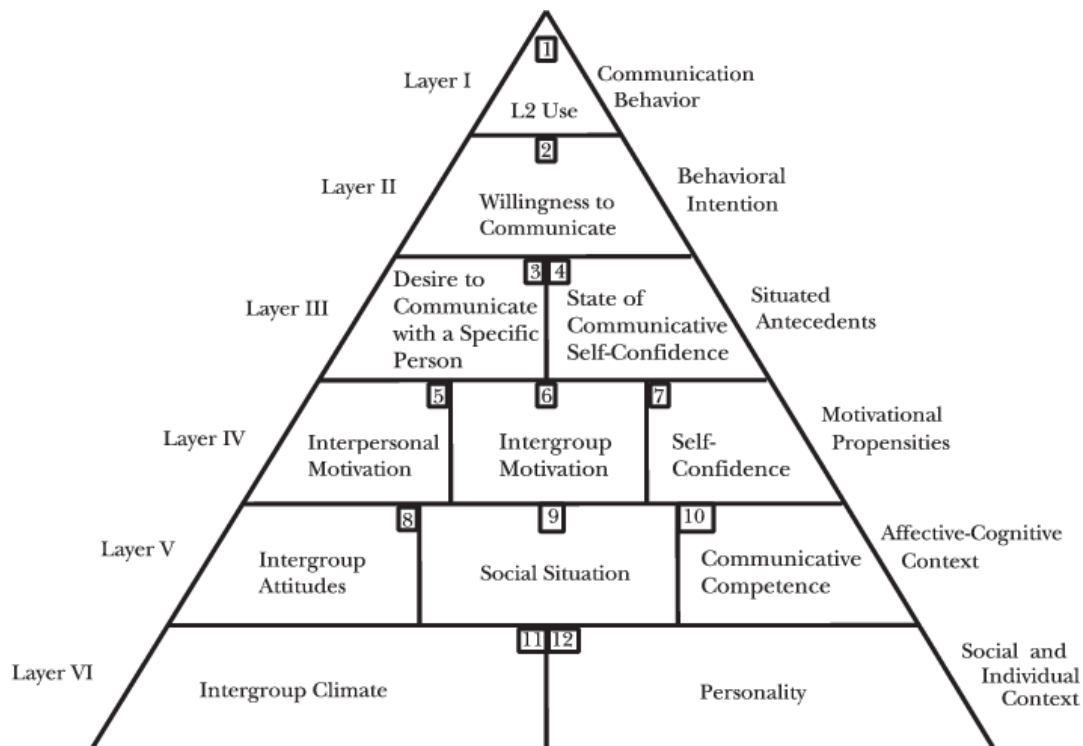 1
Layer I
Communication
Behavior
L2 Use
2
Layer II
Behavioral
Intention
Willingness to
Communicate
3 4
Layer III
Desire to
Communicate
with a Specific
Person
State of
Communicative
Self-Confidence
Situated
Antecedents
5 6 7
Layer IV
Interpersonal
Motivation
Intergroup
Motivation
Self-
Confidence
Motivational
Propensities
8 9 10
Layer V
Intergroup
Attitudes
Social Situation
Communicative
Competence
Affective-Cognitive
Context
11 12
Layer VI
Intergroup Climate
Personality
Social and
Individual
Context